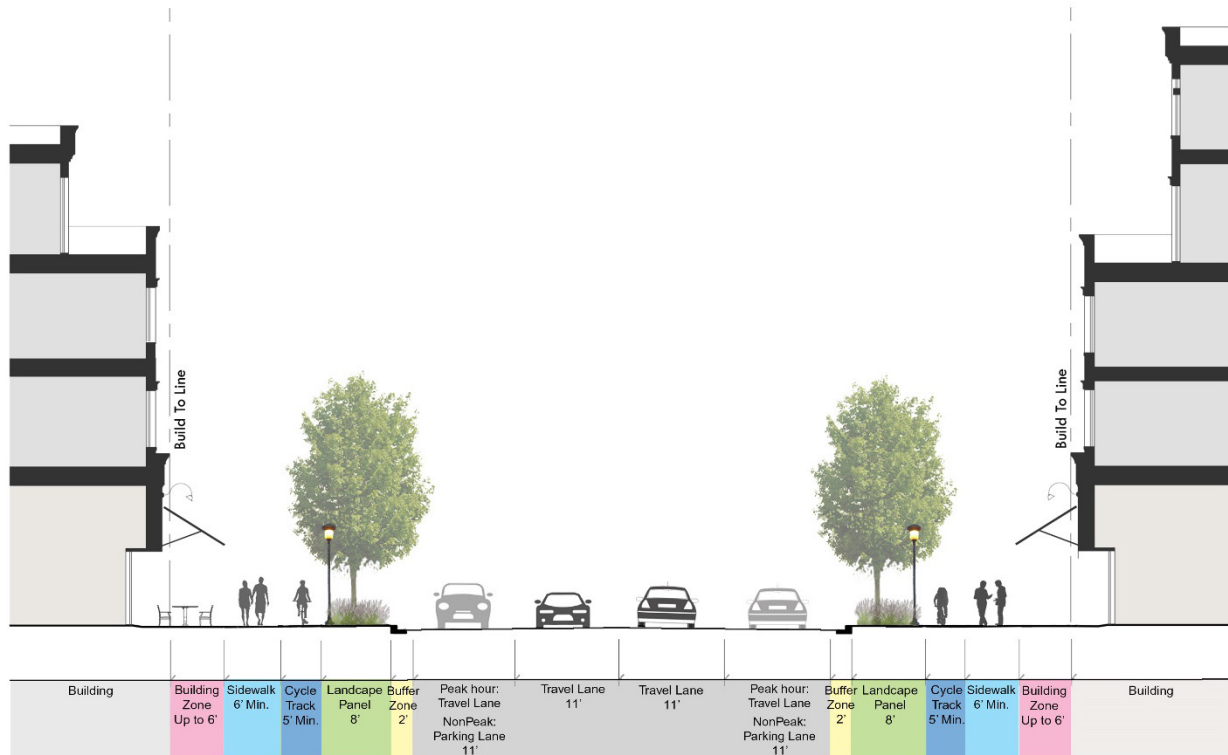 Build To Line
Build To Line
Building
Building
Zone
Up to 6'
Sidewalk
6' Min.
Cycle
Track
5' Min.
Landscape
Panel
8'
Buffer
Zone
2'
Peak hour:
Travel Lane
NonPeak:
Parking Lane
11'
Travel Lane
11'
Travel Lane
11'
Peak hour:
Travel Lane
NonPeak:
Parking Lane
11'
Buffer
Zone
2'
Landscape
Panel
8'
Cycle
Track
5' Min.
Sidewalk
6' Min.
Building
Zone
Up to 6'
Building